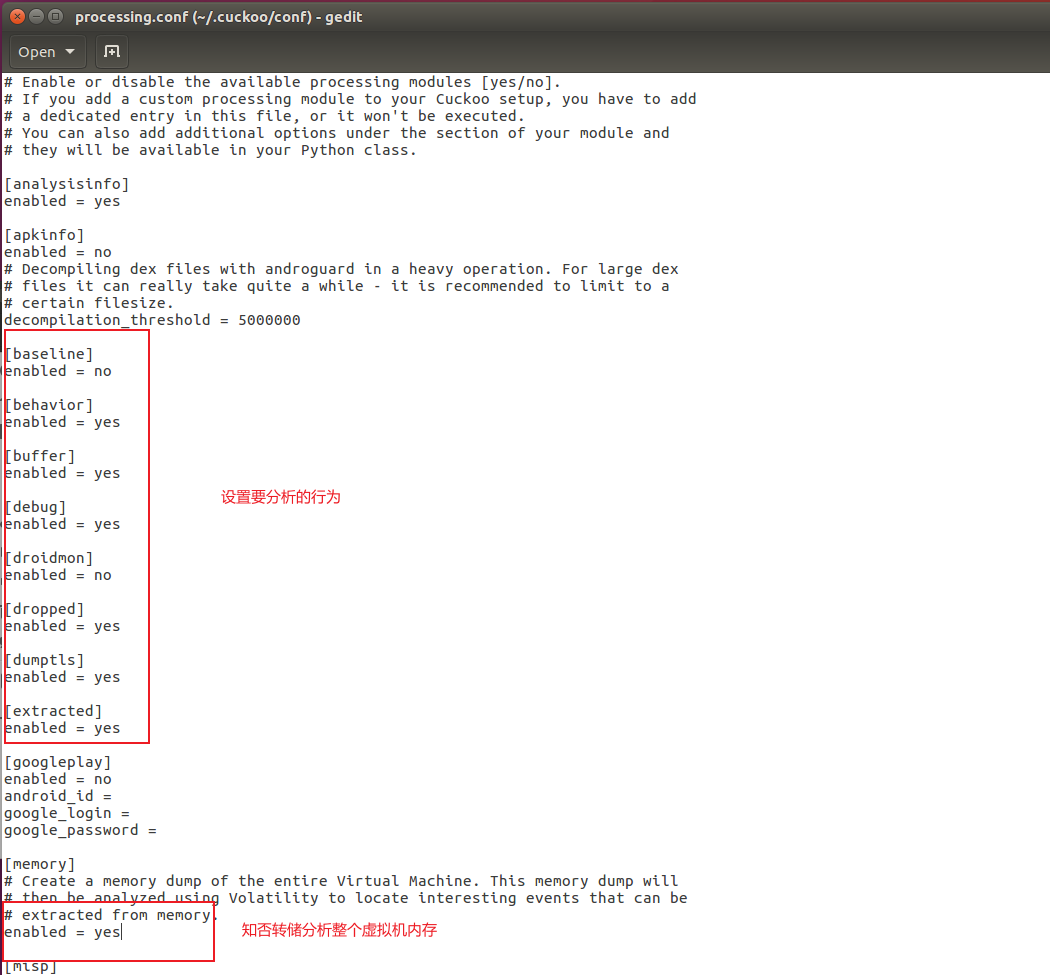 processing.conf (~/.cuckoo/conf) - gedit
Open
# Enable or disable the available processing modules [yes/no].
# If you add a custom processing module to your Cuckoo setup, you have to add
# a dedicated entry in this file, or it won't be executed.
# You can also add additional options under the section of your module and
# they will be available in your Python class.
[analysisinfo]
enabled = yes
[apkinfo]
enabled = no
# Decompiling dex files with androguard in a heavy operation. For large dex
# files it can really take quite a while - it is recommended to limit to a
# certain filesize.
decompilation_threshold = 5000000
[baseline]
enabled = no
[behavior]
enabled = yes
[buffer]
enabled = yes
设置要分析的行为
[debug]
enabled = yes
[droidmon]
enabled = no
[dropped]
enabled = yes
[dumptls]
enabled = yes
[extracted]
enabled = yes
[googleplay]
enabled = no
android_id =
google_login =
google_password =
[memory]
# Create a memory dump of the entire Virtual Machine. This memory dump will
# then be analyzed using Volatility to locate interesting events that can be
# extracted from memory.
enabled = yes
知否转储分析整个虚拟机内存
[misp]